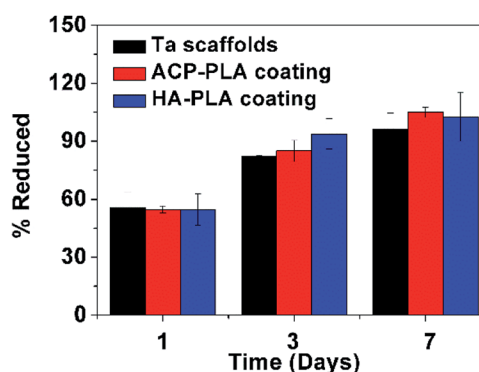 150
120
90
60
30
0
% Reduced
Ta scaffolds
ACP-PLA coating
HA-PLA coating
1 3 7
Time (Days)